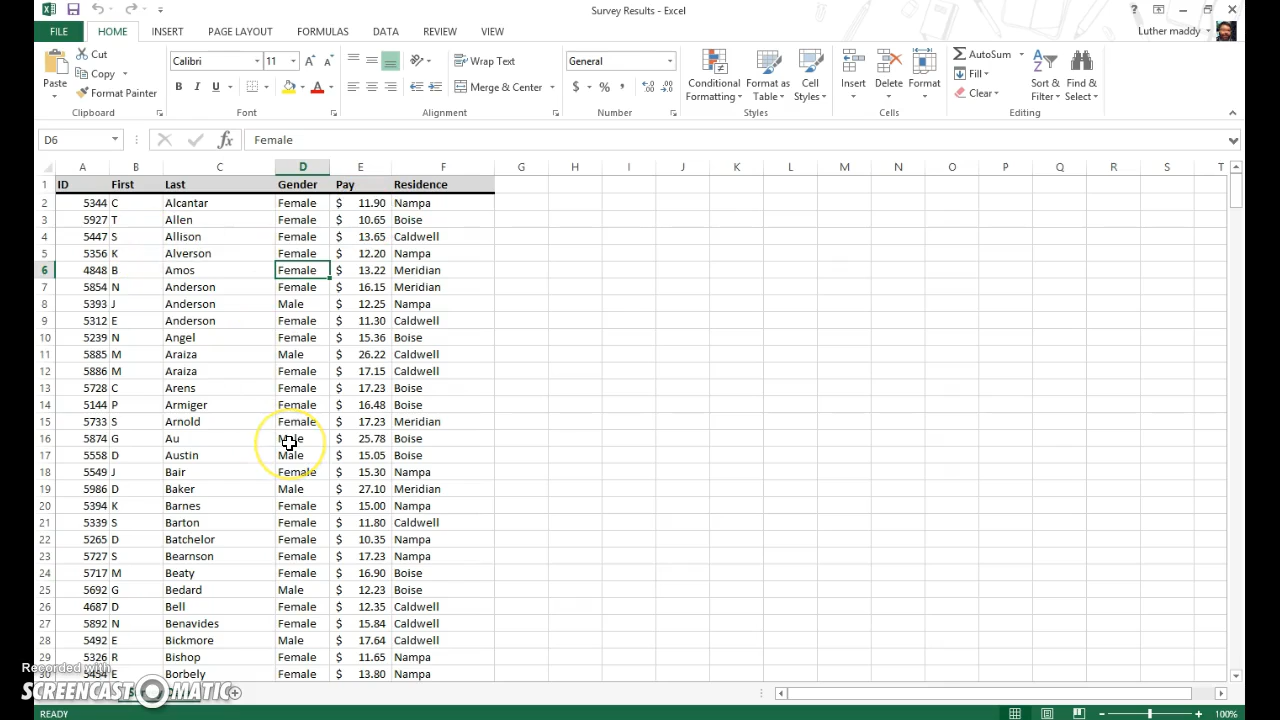 Survey Results - Excel
FILE HOME INSERT PAGE LAYOUT FORMULAS DATA REVIEW VIEW Luther maddy
Paste Cut Copy Format Painter
Calibri 11
B I U A A A
Wrap Text
Merge & Center
General
$ % ,
Conditional Formatting Format as Table Cell Styles
Insert Delete Format
AutoSum Fill Clear
Sort & Filter Find & Select
Clipboard Font Alignment Number Styles Cells Editing
D6 fx Female
A B C D E F G H I J K L M N O P Q R S T
1 ID First Last Gender Pay Residence
2 5344 C Alcantar Female $ 11.90 Nampa
3 5927 T Allen Female $ 10.65 Boise
4 5447 S Allison Female $ 13.65 Caldwell
5 5356 K Alverson Female $ 12.20 Nampa
6 4848 B Amos Female $ 13.22 Meridian
7 5854 N Anderson Female $ 16.15 Meridian
8 5393 J Anderson Male $ 12.25 Nampa
9 5312 E Anderson Female $ 11.30 Caldwell
10 5239 N Angel Female $ 15.36 Boise
11 5885 M Araiza Male $ 26.22 Caldwell
12 5886 M Araiza Female $ 17.15 Caldwell
13 5728 C Arens Female $ 17.23 Boise
14 5144 P Armiger Female $ 16.48 Boise
15 5733 S Arnold Female $ 17.23 Meridian
16 5874 G Au Male $ 25.78 Boise
17 5558 D Austin Male $ 15.05 Boise
18 5549 J Bair Female $ 15.30 Nampa
19 5986 D Baker Male $ 27.10 Meridian
20 5394 K Barnes Female $ 15.00 Nampa
21 5339 S Barton Female $ 11.80 Caldwell
22 5265 D Batchelor Female $ 10.35 Nampa
23 5727 S Bearnson Female $ 17.23 Nampa
24 5717 M Beaty Female $ 16.90 Boise
25 5692 G Bedard Male $ 12.23 Boise
26 4687 D Bell Female $ 12.35 Caldwell
27 5892 N Benavides Female $ 15.84 Caldwell
28 5492 E Bickmore Male $ 17.64 Caldwell
29 5326 R Bishop Female $ 11.65 Nampa
30 5454 E Borbely Female $ 13.80 Nampa
Recorded with
SCREENCAST-O-MATIC
READY 100%